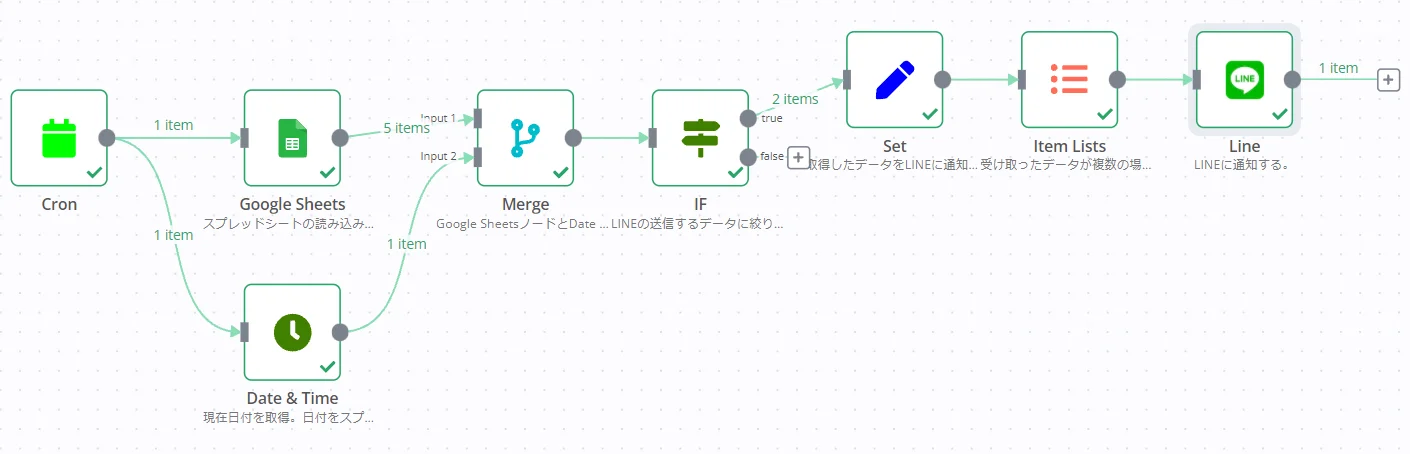 1 item
5 items
Input 1
Input 2
2 items
true
false
1 item
LINE
Cron
Google Sheets
スプレッドシートの読み込み...
Merge
Google SheetsノードとDate ...
IF
LINEの送信するデータに絞り...
Set
取得したデータをLINEに通知...
Item Lists
受け取ったデータが複数の場...
Line
LINEに通知する。
1 item
1 item
Date & Time
現在日付を取得。日付をスプ...